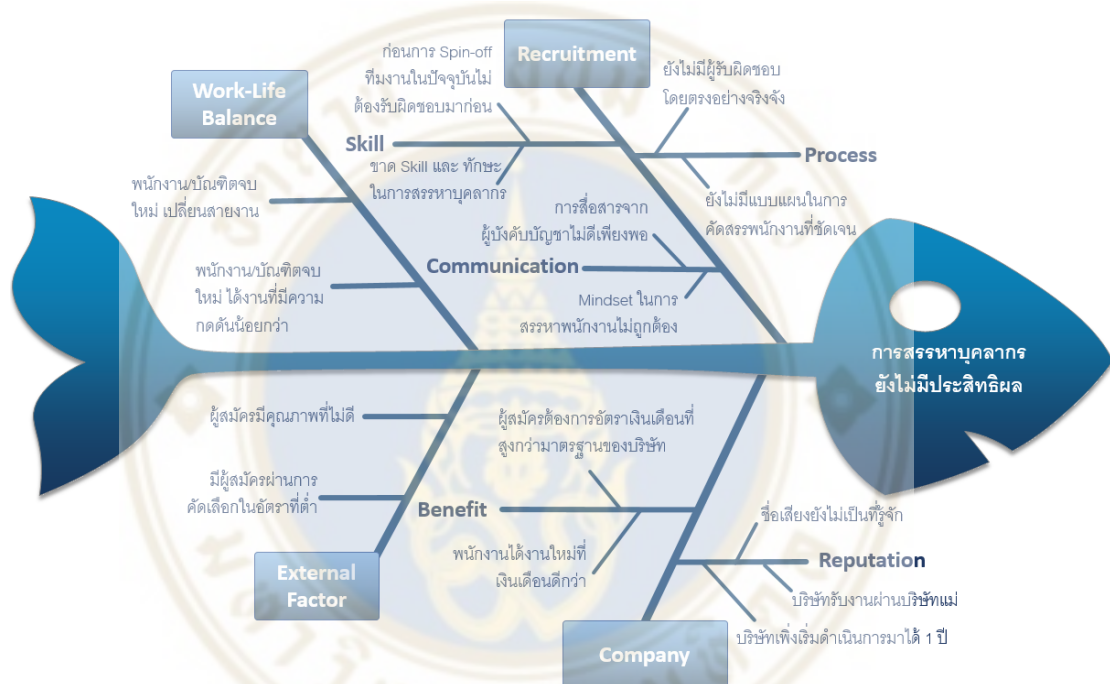 Recruitment
ก่อนการ Spin-off
ทีมงานในปัจจุบันไม่
ต้องรับผิดชอบมาก่อน
ยังไม่มีผู้รับผิดชอบ
โดยตรงอย่างจริงจัง
Work-Life
Balance
Skill
Process
ขาด Skill และ ทักษะ
ในการสรรหาบุคลากร
พนักงาน/บัณฑิตจบ
ใหม่ เปลี่ยนสายงาน
ยังไม่มีแบบแผนในการ
คัดสรรพนักงานที่ชัดเจน
การสื่อสารจาก
ผู้บังคับบัญชาไม่ดีเพียงพอ
Communication
พนักงาน/บัณฑิตจบ
ใหม่ ได้งานที่มีความ
กดดันน้อยกว่า
Mindset ในการ
สรรหาพนักงานไม่ถูกต้อง
การสรรหาบุคลากร
ยังไม่มีประสิทธิผล
ผู้สมัครมีคุณภาพที่ไม่ดี
ผู้สมัครต้องการอัตราเงินเดือนที่
สูงกว่ามาตรฐานของบริษัท
มีผู้สมัครผ่านการ
คัดเลือกในอัตราที่ต่ำ
Benefit
ชื่อเสียงยังไม่เป็นที่รู้จัก
พนักงานได้งานใหม่ที่
เงินเดือนดีกว่า
Reputation
External
Factor
บริษัทรับงานผ่านบริษัทแม่
บริษัทเพิ่งเริ่มดำเนินการมาได้ 1 ปี
Company